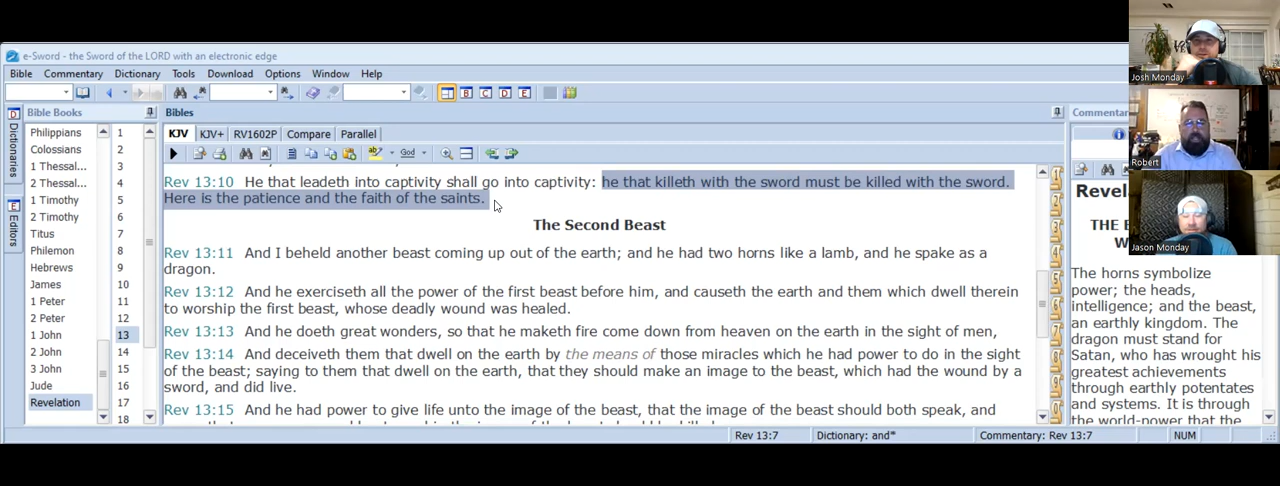 e-Sword - the Sword of the LORD with an electronic edge
Bible Commentary Dictionary Tools Download Options Window Help
B C D E
Dictionaries
Editors
Bible Books
Philippians
Colossians
1 Thessal...
2 Thessal...
1 Timothy
2 Timothy
Titus
Philemon
Hebrews
James
1 Peter
2 Peter
1 John
2 John
3 John
Jude
Revelation
1
2
3
4
5
6
7
8
9
10
11
12
13
14
15
16
17
18
Bibles
KJV KJV+ RV1602P Compare Parallel
God
Rev 13:10 He that leadeth into captivity shall go into captivity: he that killeth with the sword must be killed with the sword.
Here is the patience and the faith of the saints.
The Second Beast
Rev 13:11 And I beheld another beast coming up out of the earth; and he had two horns like a lamb, and he spake as a
dragon.
Rev 13:12 And he exerciseth all the power of the first beast before him, and causeth the earth and them which dwell therein
to worship the first beast, whose deadly wound was healed.
Rev 13:13 And he doeth great wonders, so that he maketh fire come down from heaven on the earth in the sight of men,
Rev 13:14 And deceiveth them that dwell on the earth by the means of those miracles which he had power to do in the sight
of the beast; saying to them that dwell on the earth, that they should make an image to the beast, which had the wound by a
sword, and did live.
Rev 13:15 And he had power to give life unto the image of the beast, that the image of the beast should both speak, and
Commentar
Revel
THE B
W
The horns symbolize
power; the heads,
intelligence; and the beast,
an earthly kingdom. The
dragon must stand for
Satan, who has wrought his
greatest achievements
through earthly potentates
and systems. It is through
the world-power that the
Josh Monday
Robert
Jason Monday
Rev 13:7 Dictionary: and* Commentary: Rev 13:7 NUM